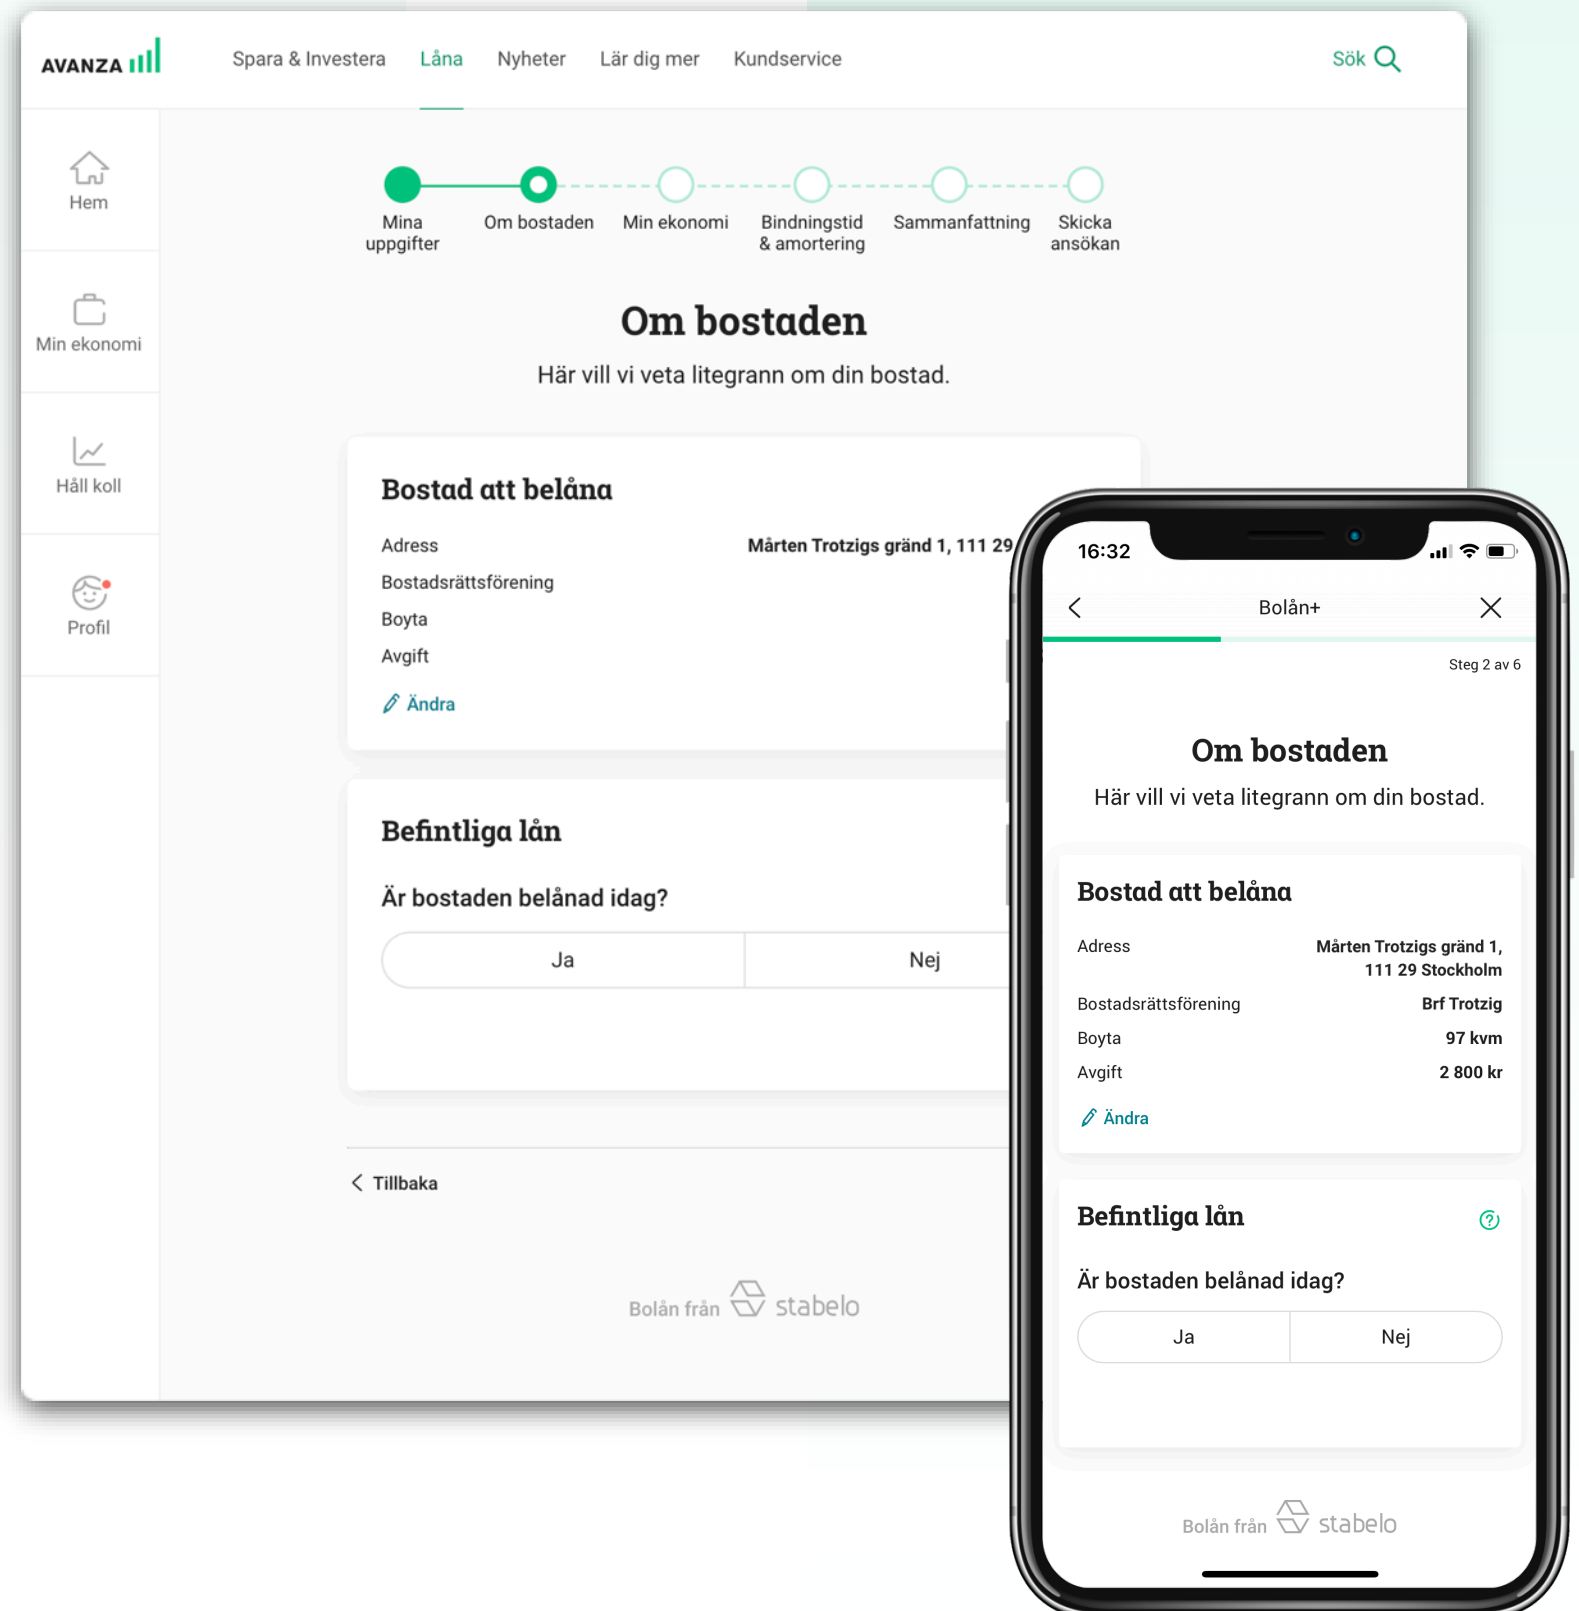 AVANZA
Spara & Investera Låna Nyheter Lär dig mer Kundservice Sök
Hem
Min ekonomi
Håll koll
Profil
Mina uppgifter
Om bostaden
Min ekonomi
Bindningstid & amortering
Sammanfattning
Skicka ansökan
Om bostaden
Här vill vi veta litegrann om din bostad.
Bostad att belåna
Adress Mårten Trotzigs gränd 1, 111 29
Bostadsrättsförening
Boyta
Avgift
Ändra
Befintliga lån
Är bostaden belånad idag?
Ja Nej
Tillbaka
Bolån från stabelo
16:32
Bolån+
Steg 2 av 6
Om bostaden
Här vill vi veta litegrann om din bostad.
Bostad att belåna
Adress Mårten Trotzigs gränd 1,
111 29 Stockholm
Bostadsrättsförening Brf Trotzig
Boyta 97 kvm
Avgift 2 800 kr
Ändra
Befintliga lån
Är bostaden belånad idag?
Ja Nej
Bolån från stabelo